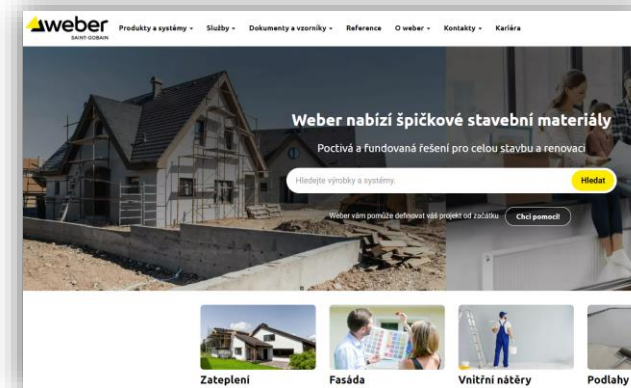 weber
SAINT-GOBAIN
Produkty a systémy Služby Dokumenty a vzorníky Reference O weber Kontakty Kariéra
Weber nabízí špičkové stavební materiály
Poctivá a fundovaná řešení pro celou stavbu a renovaci
Hledejte výrobky a systémy. Hledat
Weber vám pomůže definovat váš projekt od začátku Chci pomoci!
Zateplení Fasáda Vnitřní nátěry Podlahy